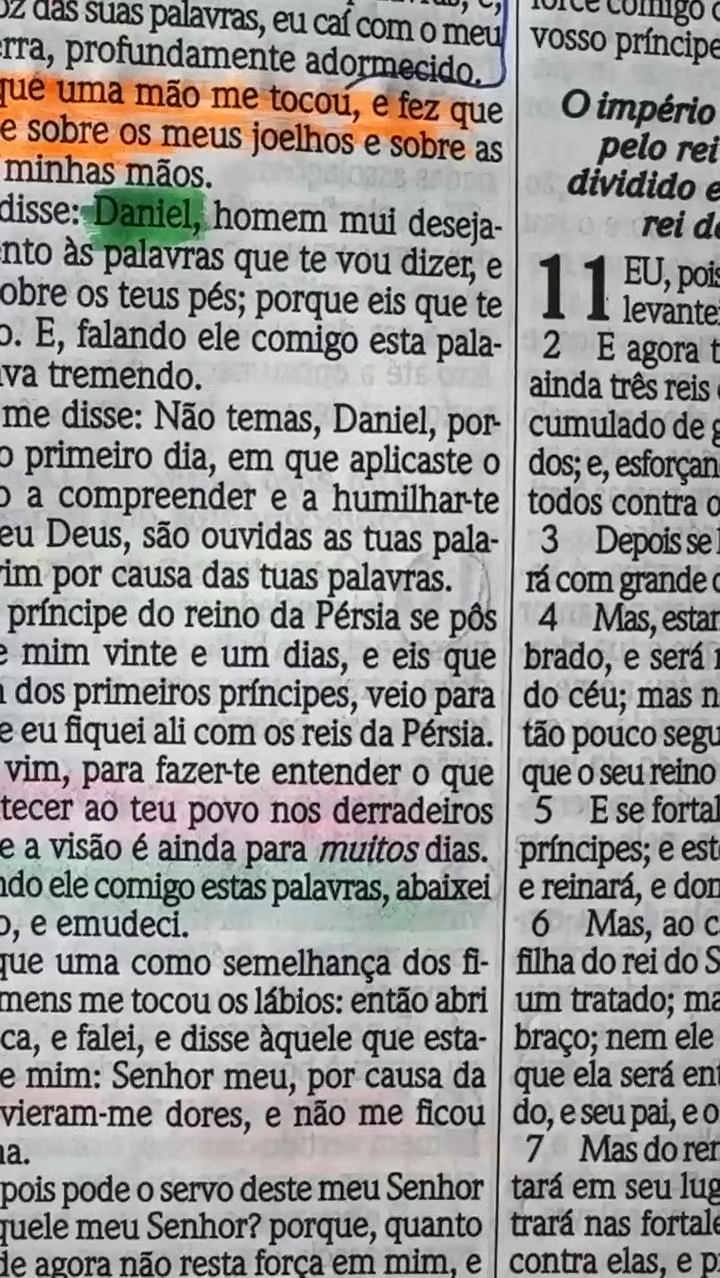 oz das suas palavras, eu caí com o meu
erra, profundamente adormecido.
que uma mão me tocou, e fez que
e sobre os meus joelhos e sobre as
minhas mãos.
disse: Daniel, homem mui deseja-
nto às palavras que te vou dizer, e
obre os teus pés; porque eis que te
o. E, falando ele comigo esta pala-
ava tremendo.
me disse: Não temas, Daniel, por-
o primeiro dia, em que aplicaste o
o a compreender e a humilhar-te
eu Deus, são ouvidas as tuas pala-
vim por causa das tuas palavras.
príncipe do reino da Pérsia se pôs
e mim vinte e um dias, e eis que
dos primeiros príncipes, veio para
e eu fiquei ali com os reis da Pérsia.
vim, para fazer-te entender o que
tecer ao teu povo nos derradeiros
e a visão é ainda para muitos dias.
ndo ele comigo estas palavras, abaixei
o, e emudeci.
que uma como semelhança dos fi-
mens me tocou os lábios: então abri
ca, e falei, e disse àquele que esta-
e mim: Senhor meu, por causa da
vieram-me dores, e não me ficou
na.
pois pode o servo deste meu Senhor
quele meu Senhor? porque, quanto
de agora não resta força em mim, e
force comigo
vosso príncipe
O império
pelo rei
dividido e
rei d
11 EU, pois
levante
2 E agora t
ainda três reis
cumulado de g
dos; e, esforçan
todos contra o
3 Depois se l
rá com grande
4 Mas, estan
brado, e será
do céu; mas n
tão pouco segu
que o seu reino
5 E se fortal
príncipes; e est
e reinará, e dom
6 Mas, ao c
filha do rei do S
um tratado; ma
braço; nem ele
que ela será ent
do, e seu pai, e o
7 Mas do ren
tará em seu lug
trará nas fortale
contra elas, e p